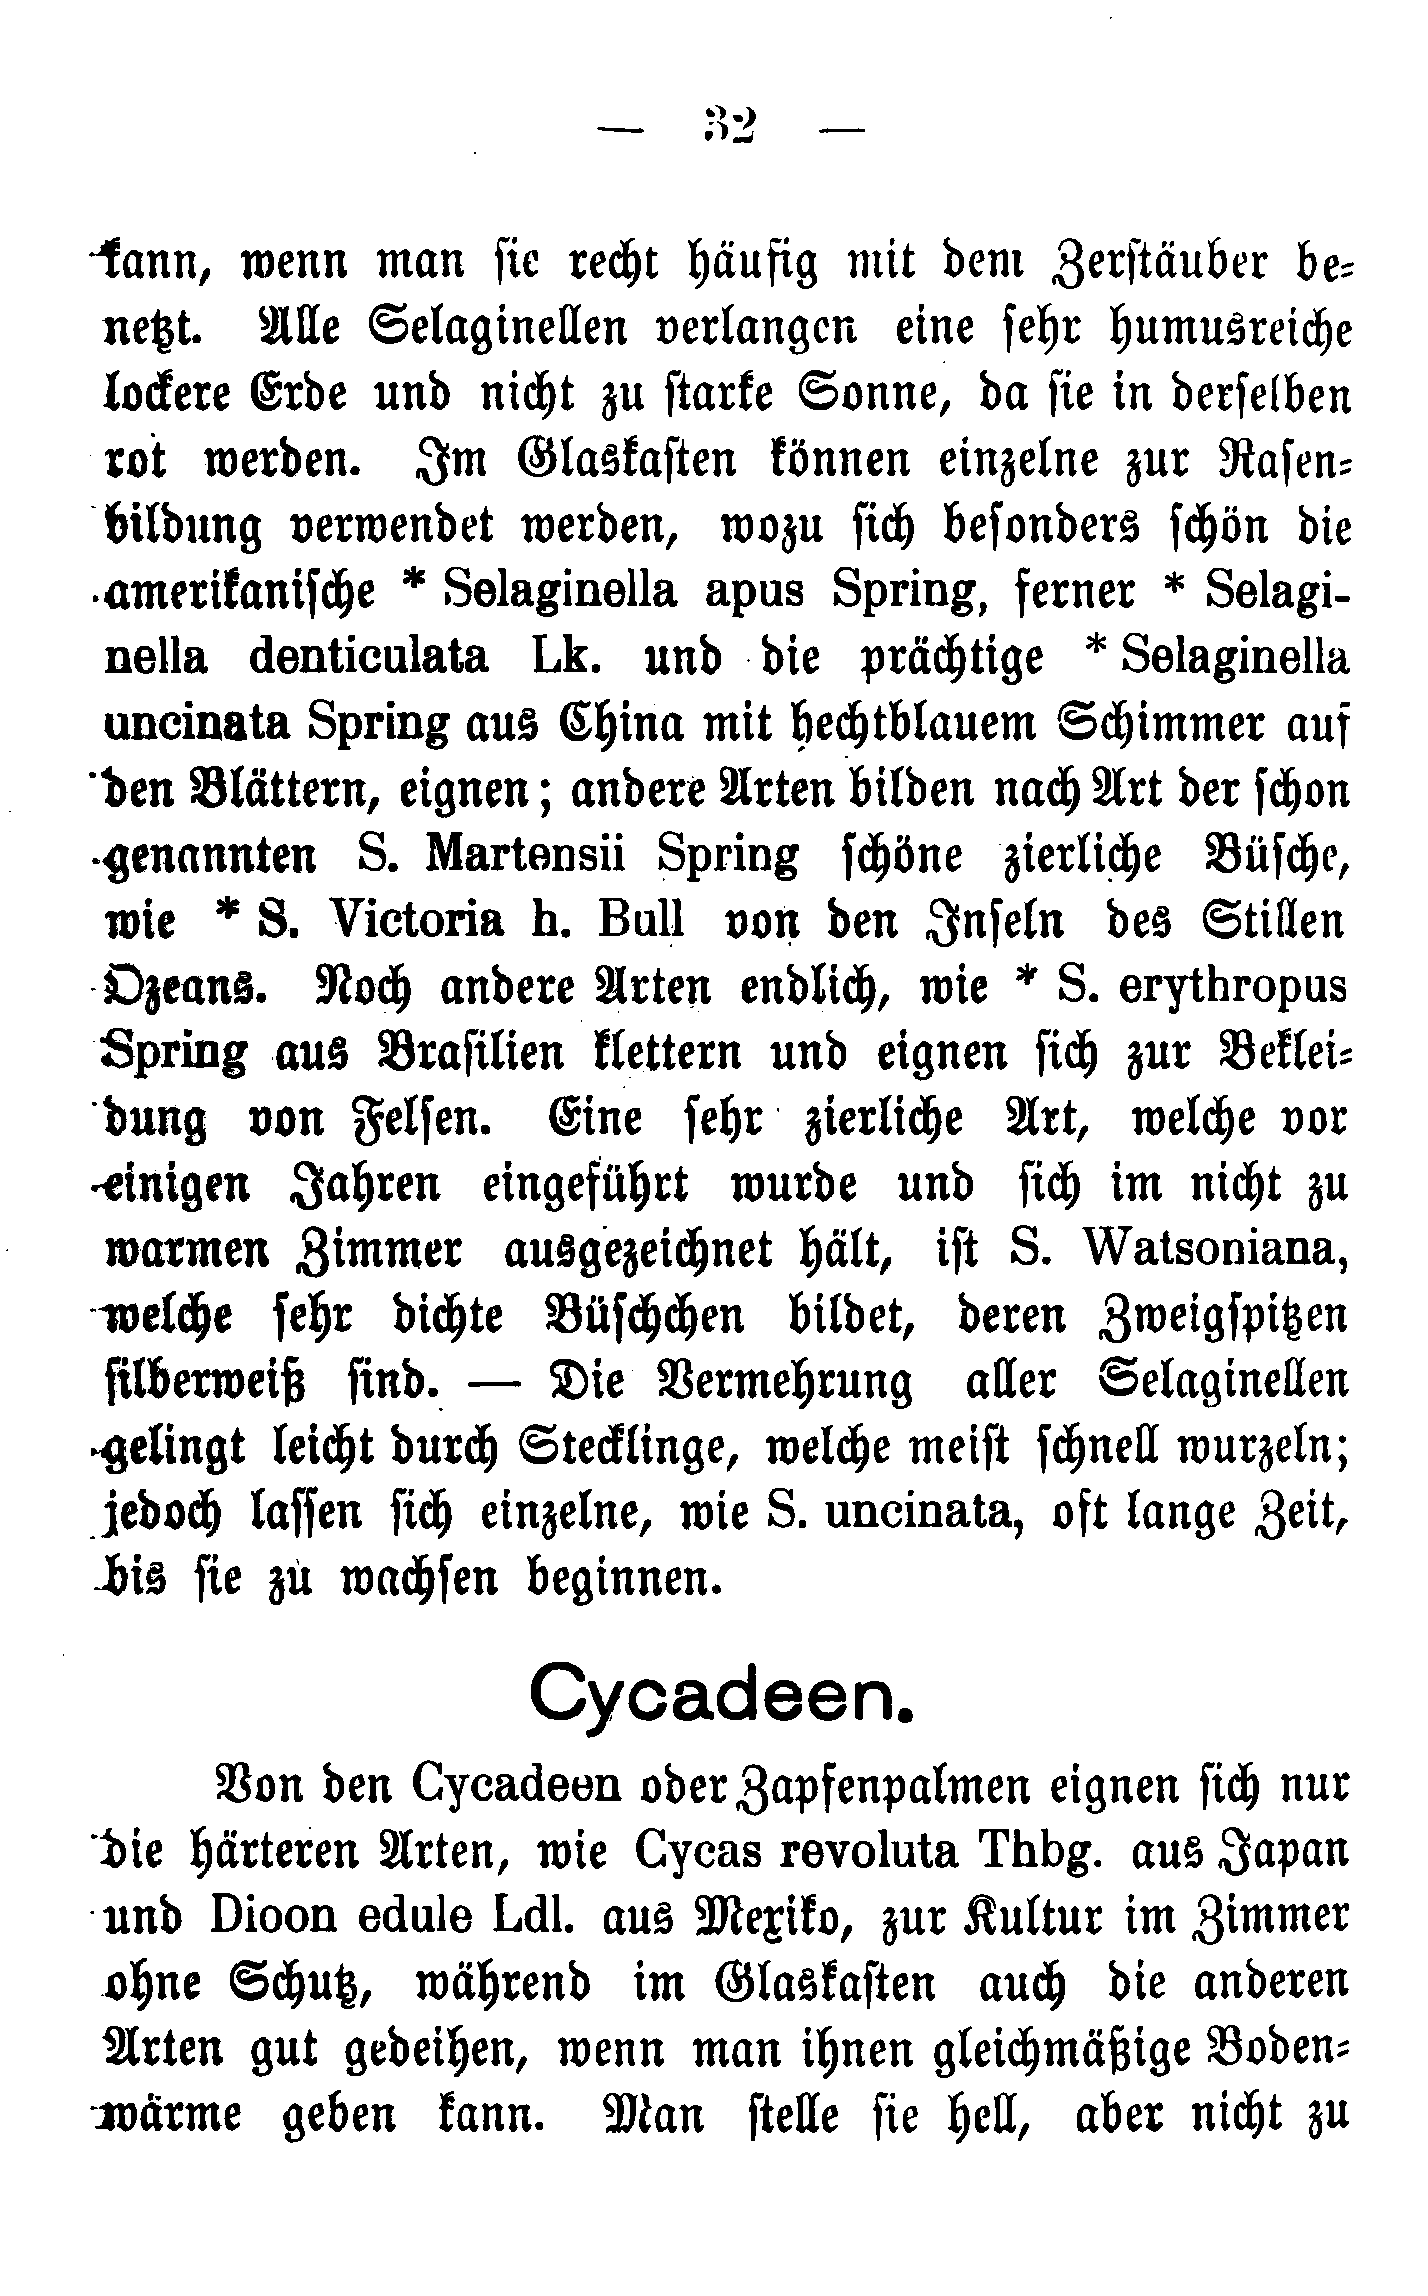 — 32 —
kann, wenn man ſie recht häufig mit dem Zerſtäuber be⸗
netzt. Alle Selaginellen verlangen eine ſehr humusreiche
lockere Erde und nicht zu ſtarke Sonne, da ſie in derſelben
rot werden. Im Glaskaſten können einzelne zur Raſen⸗
bildung verwendet werden, wozu ſich beſonders ſchön die
amerikaniſche * Selaginella apus Spring, ferner * Selagi-
nella denticulata Lk. und die prächtige * Selaginella
uncinata Spring aus China mit hechtblauem Schimmer auf
den Blättern, eignen; andere Arten bilden nach Art der ſchon
genannten S. Martensii Spring ſchöne zierliche Büſche,
wie * S. Victoria h. Bull von den Inſeln des Stillen
Ozeans. Noch andere Arten endlich, wie * S. erythropus
Spring aus Braſilien klettern und eignen ſich zur Beklei⸗
dung von Felſen. Eine ſehr zierliche Art, welche vor
einigen Jahren eingeführt wurde und ſich im nicht zu
warmen Zimmer ausgezeichnet hält, iſt S. Watsoniana,
welche ſehr dichte Büſchchen bildet, deren Zweigſpitzen
ſilberweiß ſind. — Die Vermehrung aller Selaginellen
gelingt leicht durch Stecklinge, welche meiſt ſchnell wurzeln;
jedoch laſſen ſich einzelne, wie S. uncinata, oft lange Zeit,
bis ſie zu wachſen beginnen.
Cycadeen.
Von den Cycadeen oder Zapfenpalmen eignen ſich nur
die härteren Arten, wie Cycas revoluta Thbg. aus Japan
und Dioon edule Ldl. aus Mexiko, zur Kultur im Zimmer
ohne Schutz, während im Glaskaſten auch die anderen
Arten gut gedeihen, wenn man ihnen gleichmäßige Boden⸗
wärme geben kann. Man ſtelle ſie hell, aber nicht zu